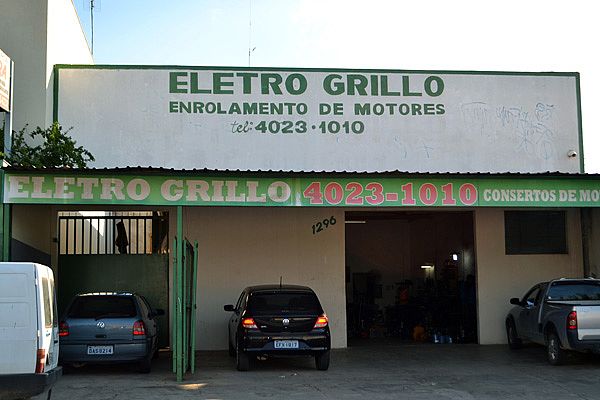 ELETRO GRILLO
ENROLAMENTO DE MOTORES
tel: 4023·1010
ELETRO GRILLO 4023-1010 CONSERTOS DE MO
1296